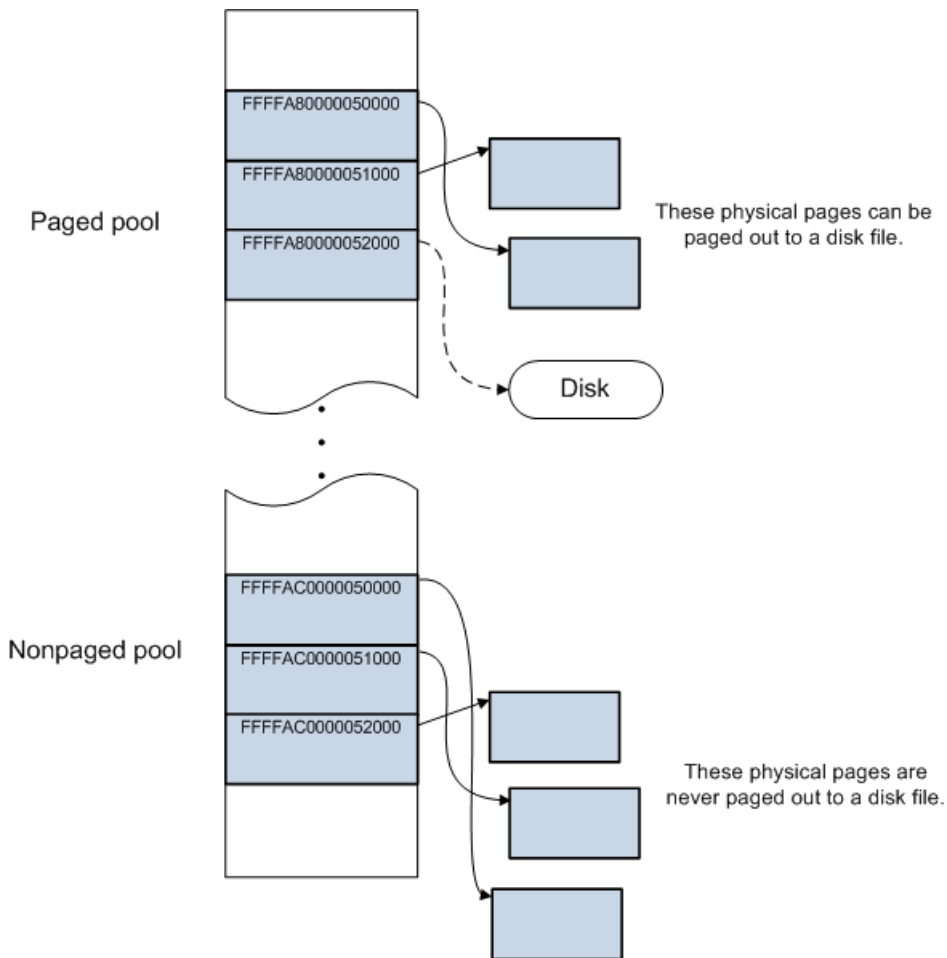 FFFFA80000050000
FFFFA80000051000
Paged pool
These physical pages can be
paged out to a disk file.
FFFFA80000052000
Disk
FFFFAC0000050000
Nonpaged pool
FFFFAC0000051000
FFFFAC0000052000
These physical pages are
never paged out to a disk file.